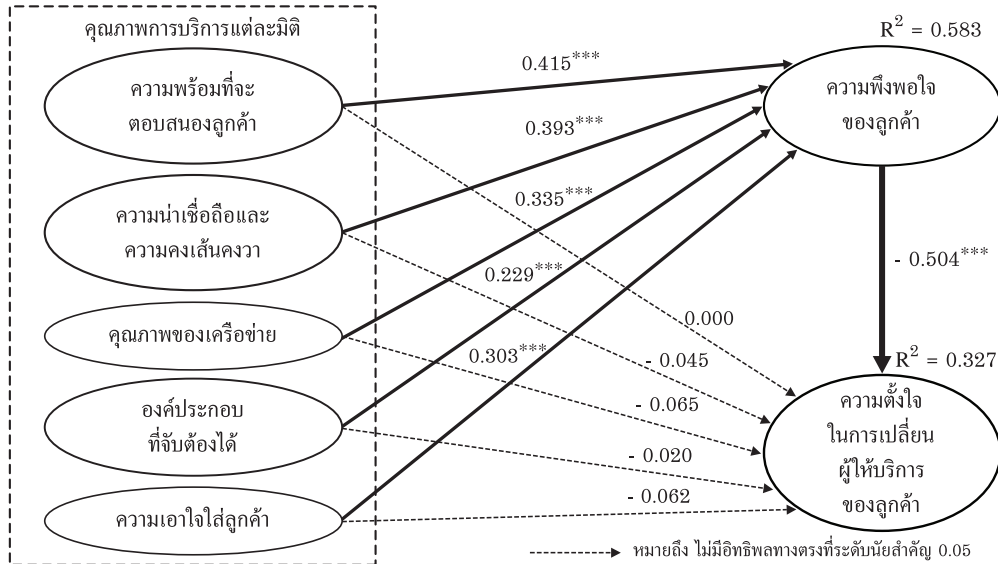 คุณภาพการบริการแต่ละมิติ
R² = 0.583
ความพร้อมที่จะ
ตอบสนองลูกค้า
0.415***
ความพึงพอใจ
ของลูกค้า
0.393***
ความน่าเชื่อถือและ
ความคงเส้นคงวา
0.335***
- 0.504***
0.229***
คุณภาพของเครือข่าย
0.000
0.303***
- 0.045
R² = 0.327
องค์ประกอบ
ที่จับต้องได้
- 0.065
ความตั้งใจ
ในการเปลี่ยน
ผู้ให้บริการ
ของลูกค้า
- 0.020
- 0.062
ความเอาใจใส่ลูกค้า
หมายถึง ไม่มีอิทธิพลทางตรงที่ระดับนัยสำคัญ 0.05